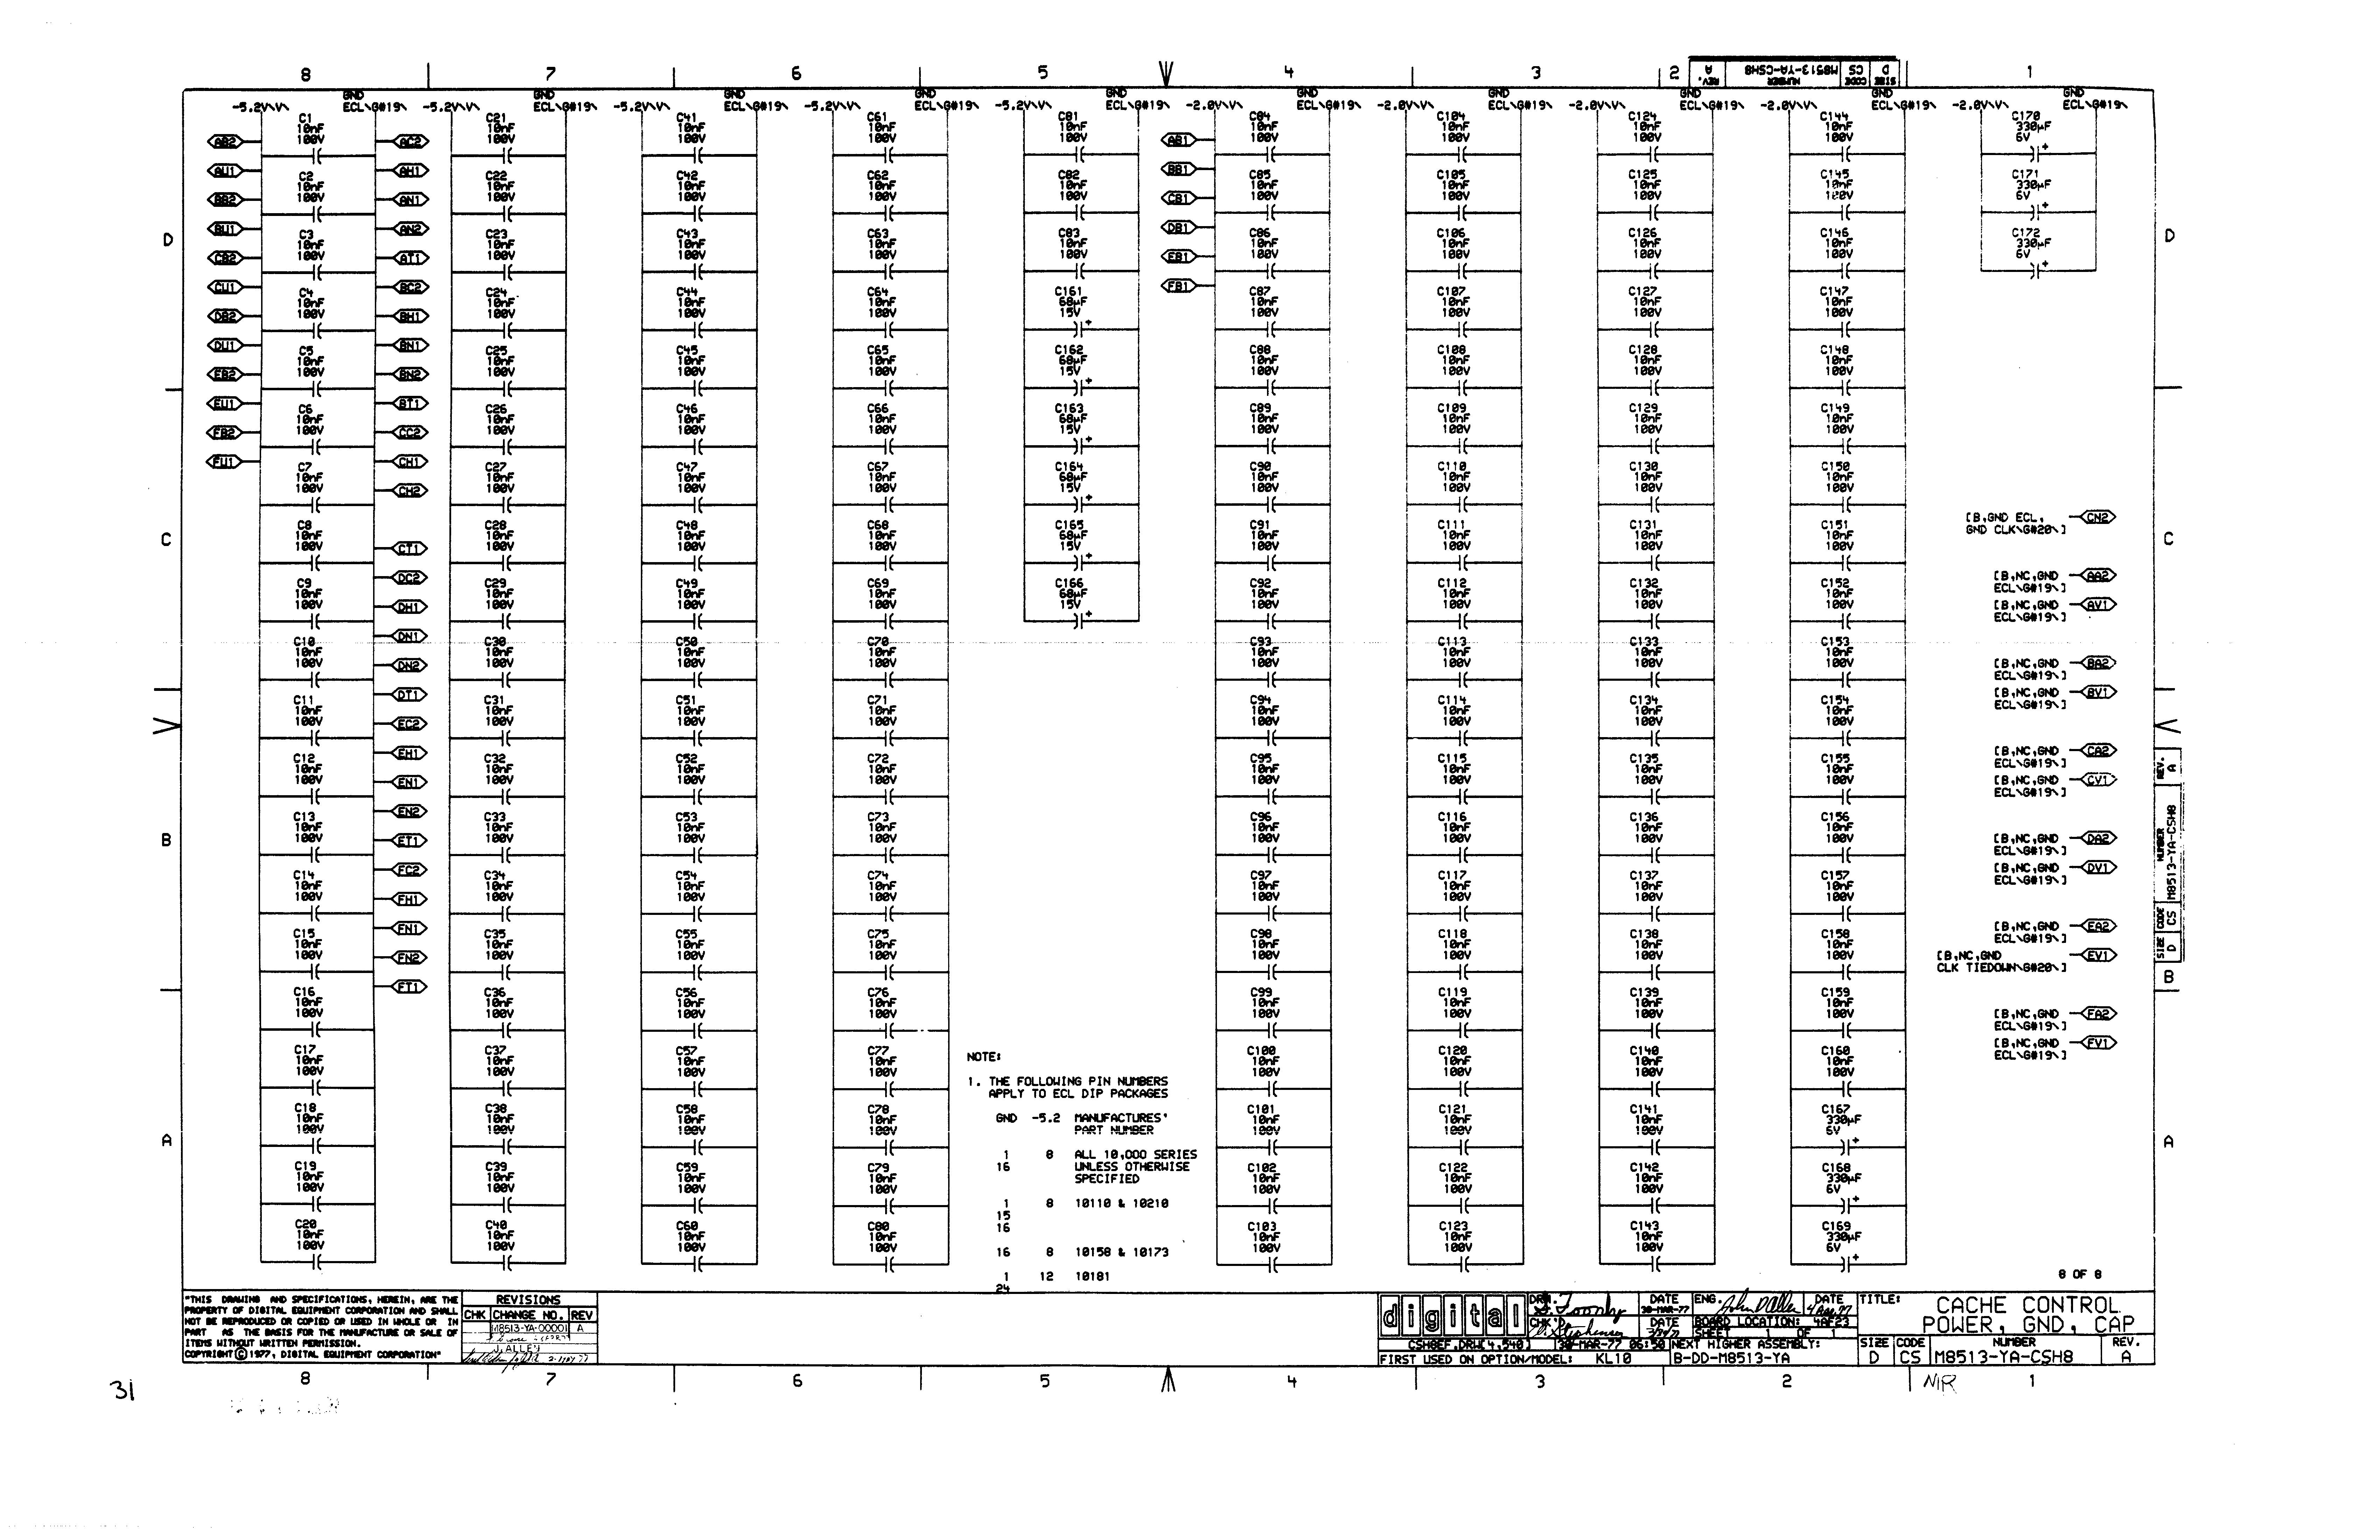 8 7 6 5 4 3 2 1
D CS M8513-YA-CSH8 A
SIZE CODE NUMBER REV.
GND GND GND GND GND GND GND GND GND GND
-5.2V\V\ ECL\G#19\ -5.2V\V\ ECL\G#19\ -5.2V\V\ ECL\G#19\ -5.2V\V\ ECL\G#19\ -5.2V\V\ ECL\G#19\ -2.0V\V\ ECL\G#19\ -2.0V\V\ ECL\G#19\ -2.0V\V\ ECL\G#19\ -2.0V\V\ ECL\G#19\ -2.0V\V\ ECL\G#19\
C1 C21 C41 C61 C81 C84 C104 C124 C144 C170
10nF 10nF 10nF 10nF 10nF 10nF 10nF 10nF 10nF 330µF
100V 100V 100V 100V 100V 100V 100V 100V 100V 6V
AB2 AC2 AB1
AU1 AH1 BB1
C2 C22 C42 C62 C82 C85 C105 C125 C145 C171
10nF 10nF 10nF 10nF 10nF 10nF 10nF 10nF 10nF 330µF
100V 100V 100V 100V 100V 100V 100V 100V 100V 6V
BB2 AN1 CB1
BU1 AN2 DB1
C3 C23 C43 C63 C83 C86 C106 C126 C146 C172
10nF 10nF 10nF 10nF 10nF 10nF 10nF 10nF 10nF 330µF
100V 100V 100V 100V 100V 100V 100V 100V 100V 6V
D D
CB2 AT1 EB1
CU1 BC2 FB1
C4 C24 C44 C64 C161 C87 C107 C127 C147
10nF 10nF 10nF 10nF 68µF 10nF 10nF 10nF 10nF
100V 100V 100V 100V 15V 100V 100V 100V 100V
DB2 BH1
DU1 BN1
C5 C25 C45 C65 C162 C88 C108 C128 C148
10nF 10nF 10nF 10nF 68µF 10nF 10nF 10nF 10nF
100V 100V 100V 100V 15V 100V 100V 100V 100V
EB2 BN2
EU1 BT1
C6 C26 C46 C66 C163 C89 C109 C129 C149
10nF 10nF 10nF 10nF 68µF 10nF 10nF 10nF 10nF
100V 100V 100V 100V 15V 100V 100V 100V 100V
FB2 CC2
FU1 CH1
C7 C27 C47 C67 C164 C90 C110 C130 C150
10nF 10nF 10nF 10nF 68µF 10nF 10nF 10nF 10nF
100V 100V 100V 100V 15V 100V 100V 100V 100V
CH2
C8 C28 C48 C68 C165 C91 C111 C131 C151
10nF 10nF 10nF 10nF 68µF 10nF 10nF 10nF 10nF
100V 100V 100V 100V 15V 100V 100V 100V 100V
[B,GND ECL, CN2
GND CLK\G#20\]
C C
CT1
DC2
C9 C29 C49 C69 C166 C92 C112 C132 C152
10nF 10nF 10nF 10nF 68µF 10nF 10nF 10nF 10nF
100V 100V 100V 100V 15V 100V 100V 100V 100V
[B,NC,GND AA2
ECL\G#19\]
[B,NC,GND AV1
ECL\G#19\]
DH1
DN1
C10 C30 C50 C70 C93 C113 C133 C153
10nF 10nF 10nF 10nF 10nF 10nF 10nF 10nF
100V 100V 100V 100V 100V 100V 100V 100V
DN2
[B,NC,GND BA2
ECL\G#19\]
DT1
C11 C31 C51 C71 C94 C114 C134 C154
10nF 10nF 10nF 10nF 10nF 10nF 10nF 10nF
100V 100V 100V 100V 100V 100V 100V 100V
[B,NC,GND BV1
ECL\G#19\]
EC2
EH1
C12 C32 C52 C72 C95 C115 C135 C155
10nF 10nF 10nF 10nF 10nF 10nF 10nF 10nF
100V 100V 100V 100V 100V 100V 100V 100V
[B,NC,GND CA2
ECL\G#19\]
[B,NC,GND CV1
ECL\G#19\]
EN1
EN2
C13 C33 C53 C73 C96 C116 C136 C156
10nF 10nF 10nF 10nF 10nF 10nF 10nF 10nF
100V 100V 100V 100V 100V 100V 100V 100V
B
ET1
[B,NC,GND DA2
ECL\G#19\]
FC2
[B,NC,GND DV1
ECL\G#19\]
C14 C34 C54 C74 C97 C117 C137 C157
10nF 10nF 10nF 10nF 10nF 10nF 10nF 10nF
100V 100V 100V 100V 100V 100V 100V 100V
FH1
FN1
[B,NC,GND EA2
ECL\G#19\]
C15 C35 C55 C75 C98 C118 C138 C158
10nF 10nF 10nF 10nF 10nF 10nF 10nF 10nF
100V 100V 100V 100V 100V 100V 100V 100V
FN2
[B,NC,GND EV1
CLK TIEDOWN\G#20\]
B
FT1
C16 C36 C56 C76 C99 C119 C139 C159
10nF 10nF 10nF 10nF 10nF 10nF 10nF 10nF
100V 100V 100V 100V 100V 100V 100V 100V
[B,NC,GND FA2
ECL\G#19\]
[B,NC,GND FV1
ECL\G#19\]
C17 C37 C57 C77 C100 C120 C140 C160
10nF 10nF 10nF 10nF 10nF 10nF 10nF 10nF
100V 100V 100V 100V 100V 100V 100V 100V
C18 C38 C58 C78 C101 C121 C141 C167
10nF 10nF 10nF 10nF 10nF 10nF 10nF 330µF
100V 100V 100V 100V 100V 100V 100V 6V
A A
C19 C39 C59 C79 C102 C122 C142 C168
10nF 10nF 10nF 10nF 10nF 10nF 10nF 330µF
100V 100V 100V 100V 100V 100V 100V 6V
C20 C40 C60 C80 C103 C123 C143 C169
10nF 10nF 10nF 10nF 10nF 10nF 10nF 330µF
100V 100V 100V 100V 100V 100V 100V 6V
NOTE:
1. THE FOLLOWING PIN NUMBERS
APPLY TO ECL DIP PACKAGES
GND -5.2 MANUFACTURES'
PART NUMBER
1 8 ALL 10,000 SERIES
16 UNLESS OTHERWISE
SPECIFIED
1 8 10110 & 10210
15
16
16 8 10158 & 10173
1 12 10181
24
8 OF 8
SIZE CODE NUMBER REV.
D CS M8513-YA-CSH8 A
"THIS DRAWING AND SPECIFICATIONS, HEREIN, ARE THE
PROPERTY OF DIGITAL EQUIPMENT CORPORATION AND SHALL
NOT BE REPRODUCED OR COPIED OR USED IN WHOLE OR IN
PART AS THE BASIS FOR THE MANUFACTURE OR SALE OF
ITEMS WITHOUT WRITTEN PERMISSION.
COPYRIGHT © 1977, DIGITAL EQUIPMENT CORPORATION"
REVISIONS
CHK CHANGE NO. REV
M8513-YA-00001 A
J. ALLEY
digital
DRN. DATE
30-MAR-77
CHK'D DATE
CSH8EF.DRW[4,540] 30-MAR-77 06:50
FIRST USED ON OPTION/MODEL: KL10
ENG. John D Alley DATE
BOARD LOCATION: 4AF23
SHEET 1 OF 1
NEXT HIGHER ASSEMBLY:
B-DD-M8513-YA
TITLE: CACHE CONTROL
POWER, GND, CAP
SIZE CODE NUMBER REV.
D CS M8513-YA-CSH8 A
8 7 6 5 4 3 2 1
31